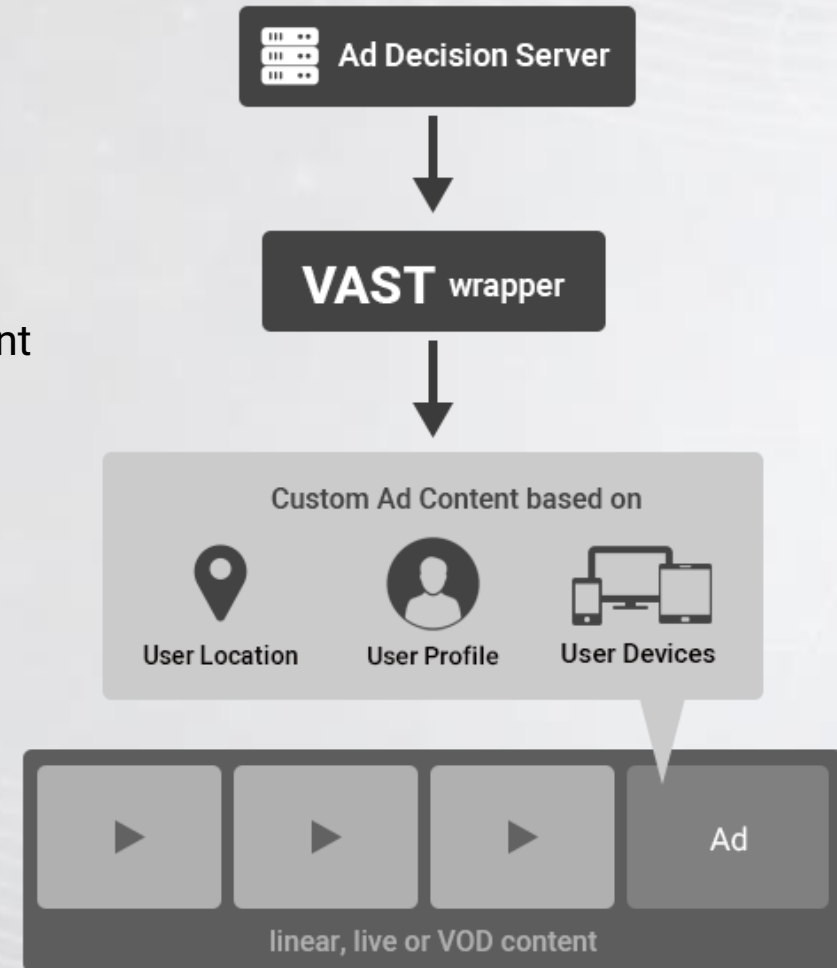 Ad Decision Server
VAST wrapper
nt
Custom Ad Content based on
User Location
User Profile
User Devices
Ad
linear, live or VOD content